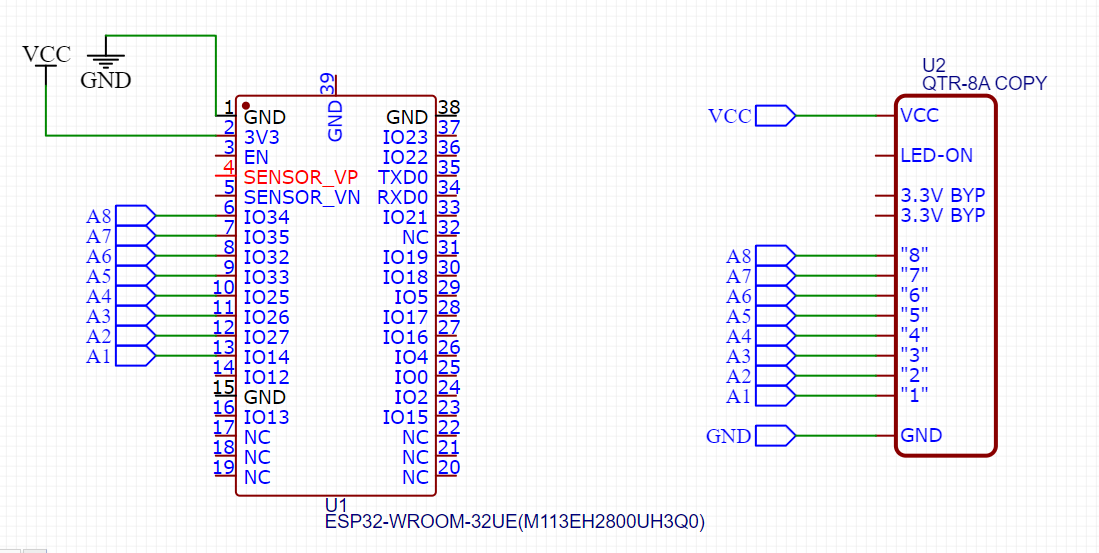 VCC
GND
39
GND
1 GND
2 3V3
3 EN
4 SENSOR_VP
5 SENSOR_VN
A8 6 IO34
A7 7 IO35
A6 8 IO32
A5 9 IO33
A4 10 IO25
A3 11 IO26
A2 12 IO27
A1 13 IO14
14 IO12
15 GND
16 IO13
17 NC
18 NC
19 NC
GND 38
IO23 37
IO22 36
TXD0 35
RXD0 34
IO21 33
NC 32
IO19 31
IO18 30
IO5 29
IO17 28
IO16 27
IO4 26
IO0 25
IO2 24
IO15 23
NC 22
NC 21
NC 20
U1
ESP32-WROOM-32UE(M113EH2800UH3Q0)
U2
QTR-8A COPY
VCC VCC
LED-ON
3.3V BYP
3.3V BYP
A8 "8"
A7 "7"
A6 "6"
A5 "5"
A4 "4"
A3 "3"
A2 "2"
A1 "1"
GND GND